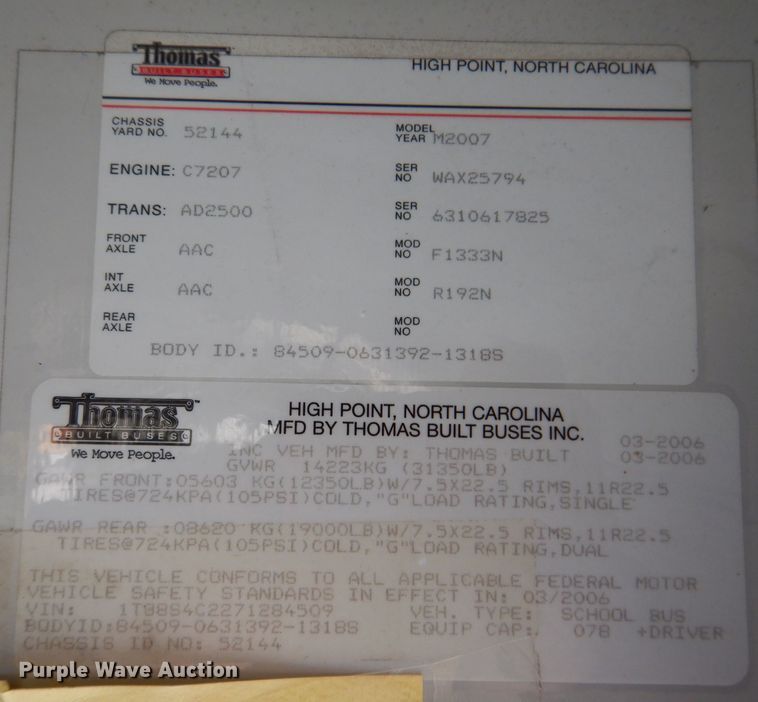 Thomas
BUILT BUSES
We Move People.
HIGH POINT, NORTH CAROLINA
CHASSIS YARD NO. 52144 MODEL YEAR M2007
ENGINE: C7207 SER NO WAX25794
TRANS: AD2500 SER NO 6310617825
FRONT AXLE AAC MOD NO F1333N
INT AXLE AAC MOD NO R192N
REAR AXLE MOD NO
BODY ID.: 84509-0631392-1318S
Thomas
BUILT BUSES
We Move People.
HIGH POINT, NORTH CAROLINA
MFD BY THOMAS BUILT BUSES INC. 03-2006
INC VEH MFD BY: THOMAS BUILT 03-2006
GVWR 14223KG (31350LB)
GAWR FRONT:05603 KG(12350LB)W/7.5X22.5 RIMS,11R22.5
TIRES@724KPA(105PSI)COLD,"G"LOAD RATING,SINGLE
GAWR REAR :08620 KG(19000LB)W/7.5X22.5 RIMS,11R22.5
TIRES@724KPA(105PSI)COLD,"G"LOAD RATING,DUAL
THIS VEHICLE CONFORMS TO ALL APPLICABLE FEDERAL MOTOR
VEHICLE SAFETY STANDARDS IN EFFECT IN: 03/2006
VIN: 1T88S4C2271284509 VEH. TYPE: SCHOOL BUS
BODYID:84509-0631392-1318S EQUIP CAP:. 078 +DRIVER
CHASSIS ID NO: 52144
Purple Wave Auction